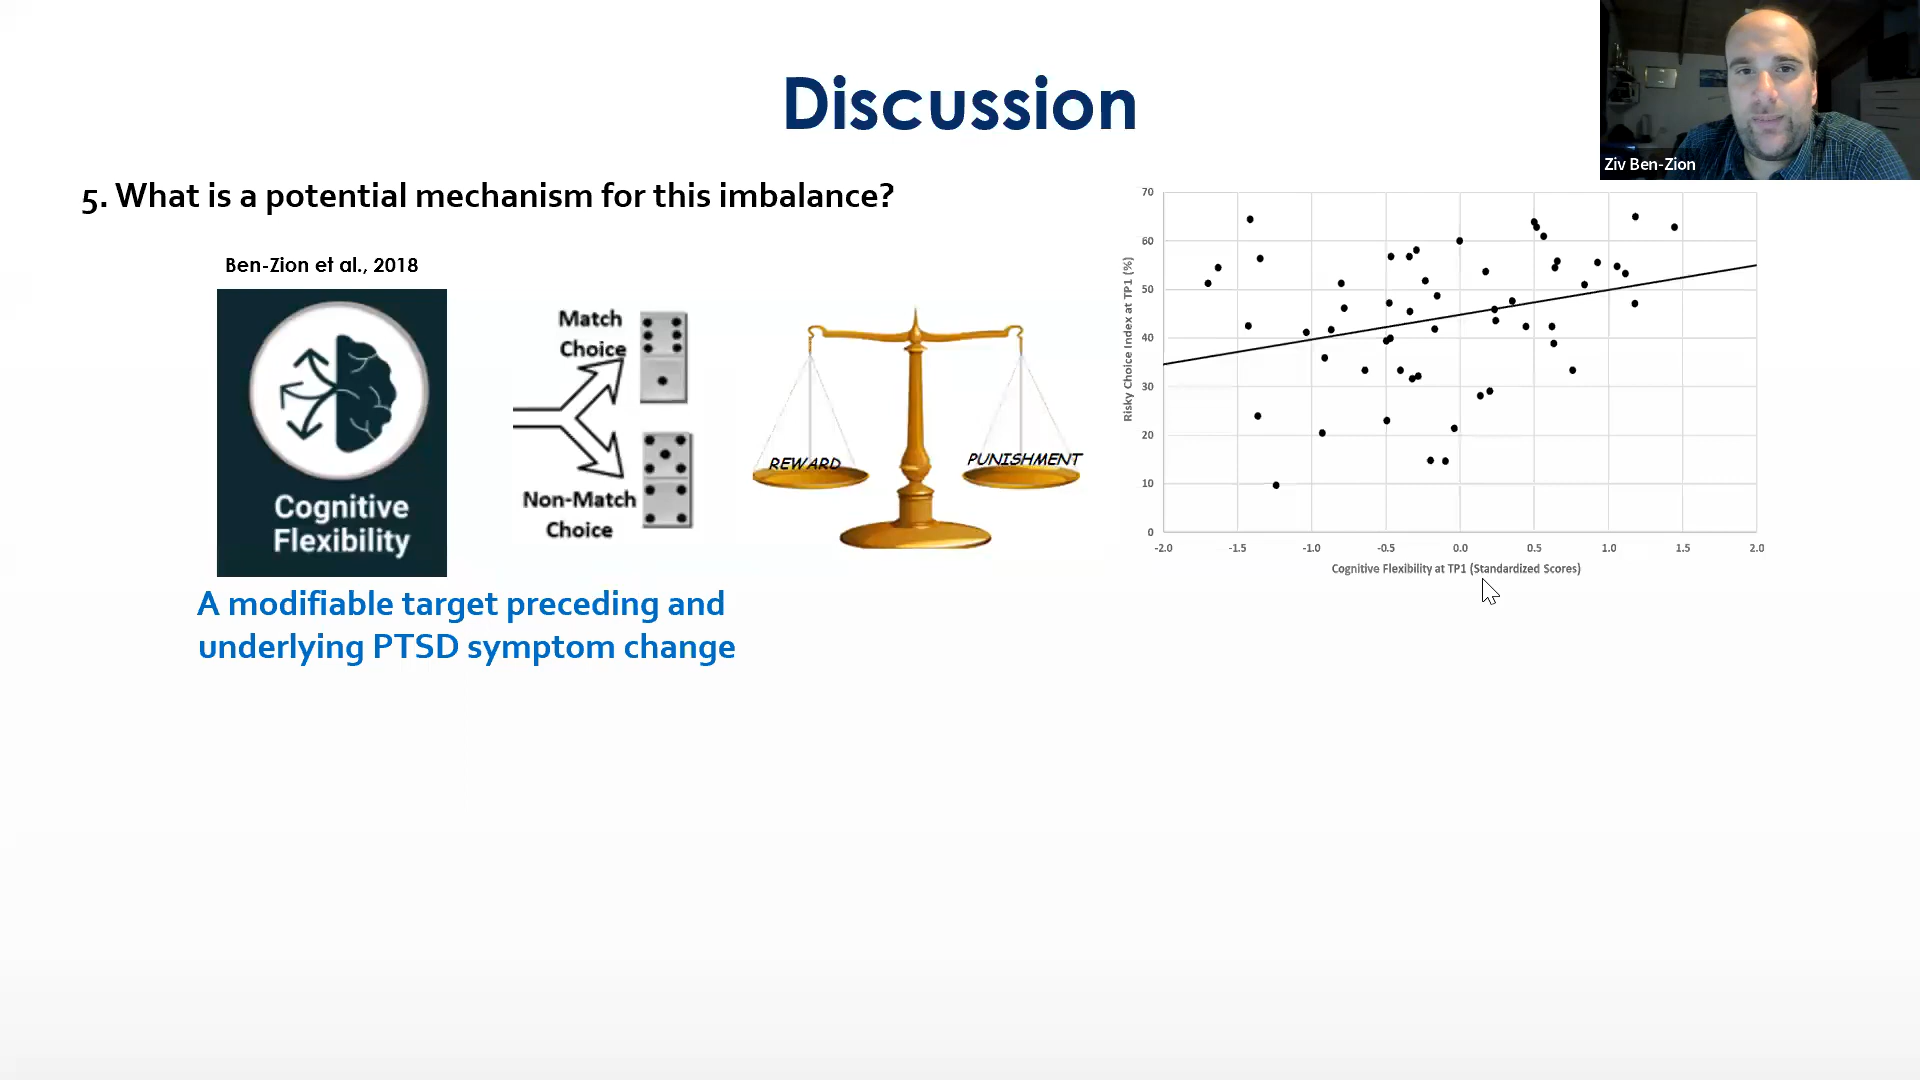 Discussion
Ziv Ben-Zion
5. What is a potential mechanism for this imbalance?
Ben-Zion et al., 2018
Cognitive
Flexibility
Match
Choice
Non-Match
Choice
REWARD
PUNISHMENT
A modifiable target preceding and
underlying PTSD symptom change
Risky Choice Index at TP1 (%)
70
60
50
40
30
20
10
0
-2.0 -1.5 -1.0 -0.5 0.0 0.5 1.0 1.5 2.0
Cognitive Flexibility at TP1 (Standardized Scores)